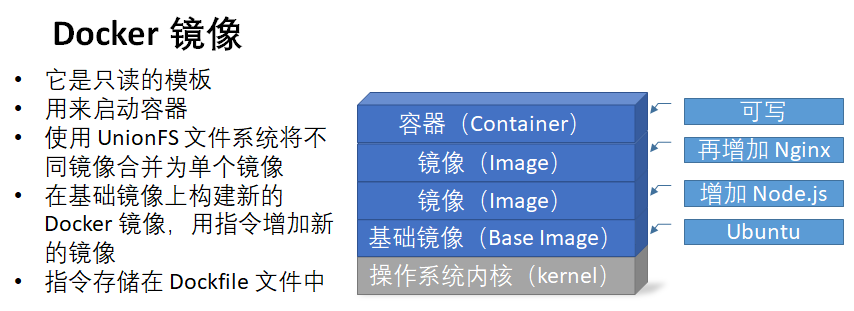 Docker 镜像
• 它是只读的模板
• 用来启动容器
• 使用 UnionFS 文件系统将不
同镜像合并为单个镜像
• 在基础镜像上构建新的
Docker 镜像，用指令增加新
的镜像
• 指令存储在 Dockfile 文件中
容器（Container）
可写
镜像（Image）
再增加 Nginx
镜像（Image）
增加 Node.js
基础镜像（Base Image）
Ubuntu
操作系统内核（kernel）